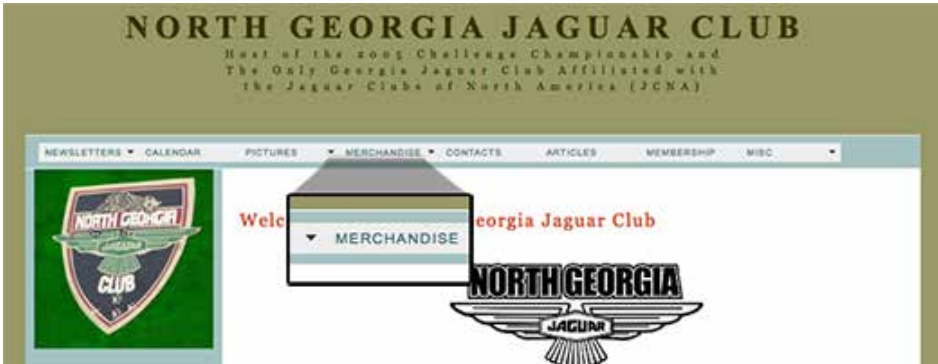 NORTH GEORGIA JAGUAR CLUB
Host of the 2005 Challenge Championship and
The Only Georgia Jaguar Club Affiliated with
the Jaguar Clubs of North America (JCNA)
NEWSLETTERS CALENDAR PICTURES MERCHANDISE CONTACTS ARTICLES MEMBERSHIP MISC
NORTH GEORGIA
JAGUAR
CLUB
Welc eorgia Jaguar Club
MERCHANDISE
NORTH GEORGIA
JAGUAR